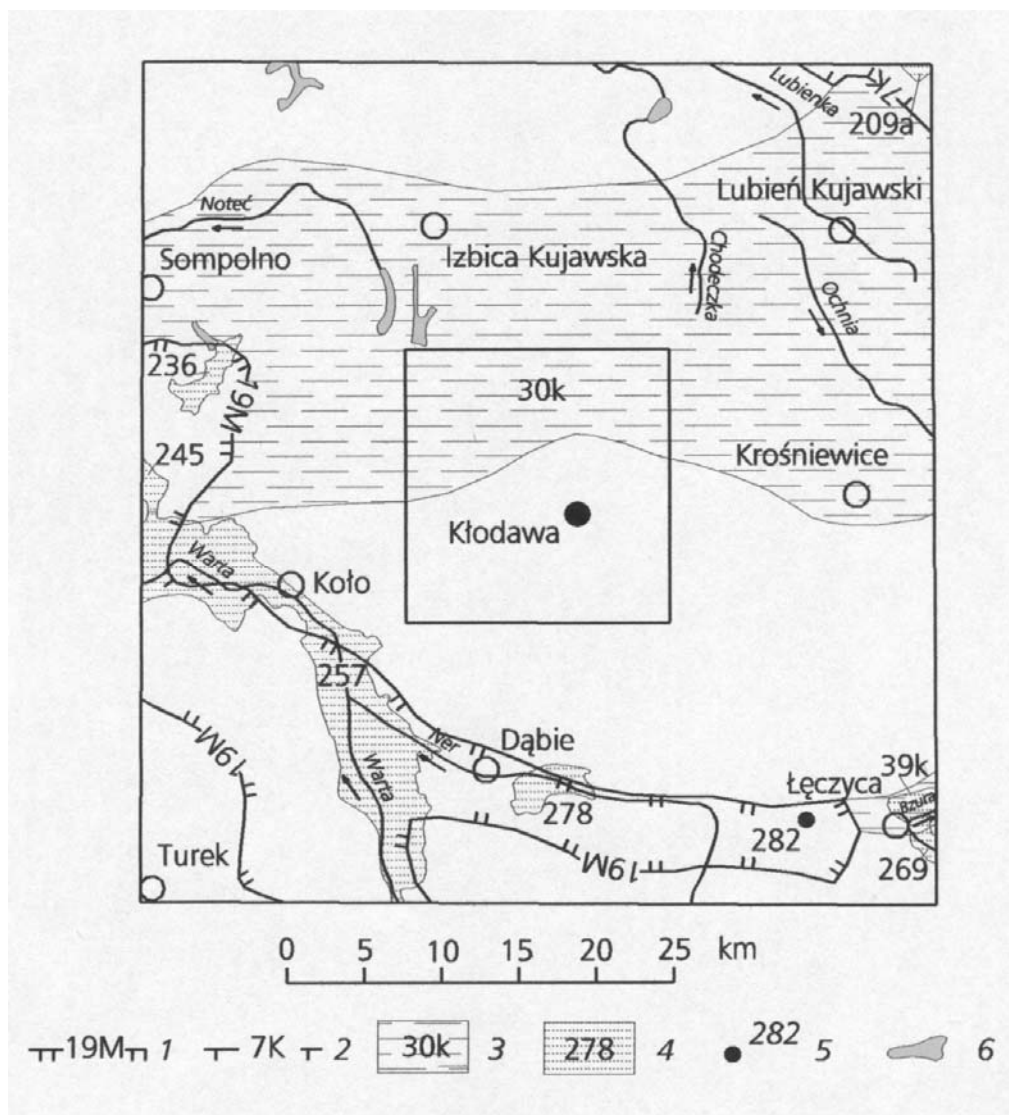 Lubieńka
7K
209a
Lubień Kujawski
Noteć
Sompolno
Izbica Kujawska
Chodeczka
Ochnia
236
19M
30k
245
Krośniewice
Kłodawa
Warta
Koło
257
19M
Ner
Dąbie
Warta
39k
Łęczyca
Bzura
278
282
19M
269
Turek
0 5 10 15 20 25 km
19M 1 7K 2 30k 3 278 4 282 5 6